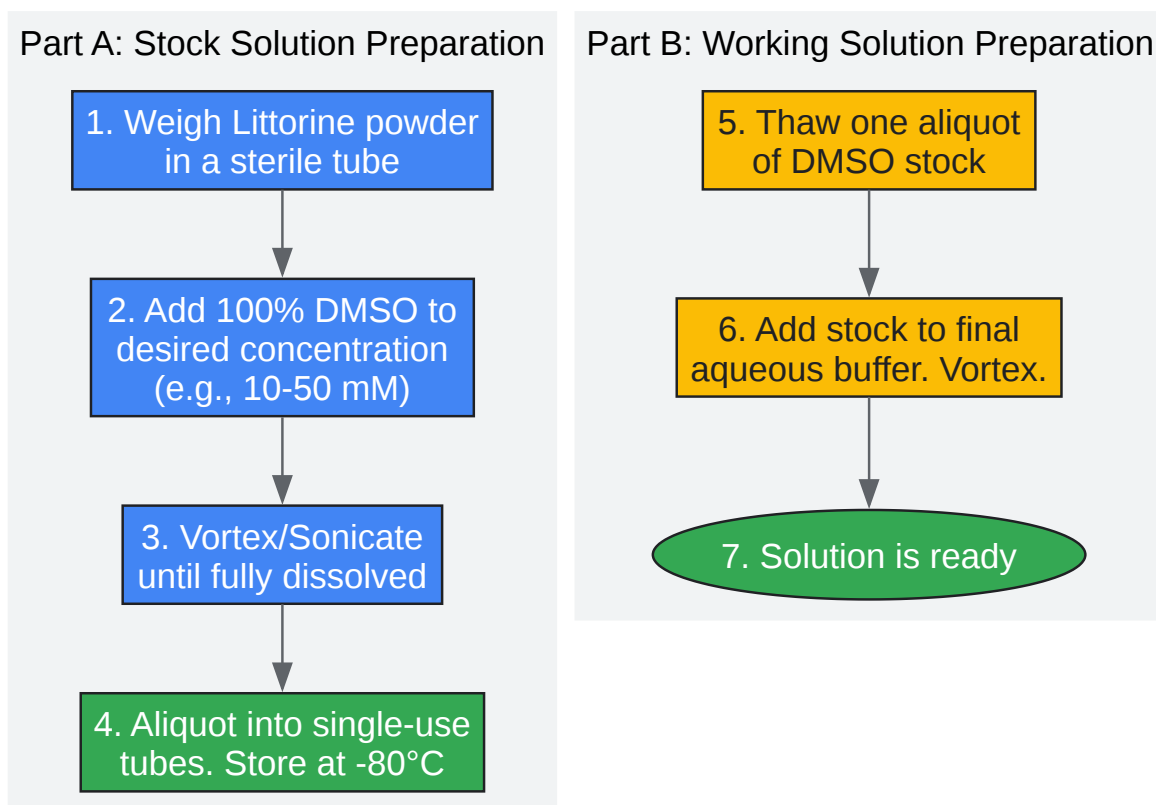 Part A: Stock Solution Preparation
1. Weigh Littorine powder
in a sterile tube
2. Add 100% DMSO to
desired concentration
(e.g., 10-50 mM)
3. Vortex/Sonicate
until fully dissolved
4. Aliquot into single-use
tubes. Store at -80°C
Part B: Working Solution Preparation
5. Thaw one aliquot
of DMSO stock
6. Add stock to final
aqueous buffer. Vortex.
7. Solution is ready